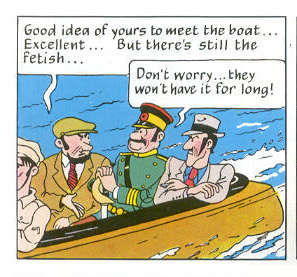 Good idea of yours to meet the boat...
Excellent... But there's still the
fetish...
Don't worry...they
won't have it for long!